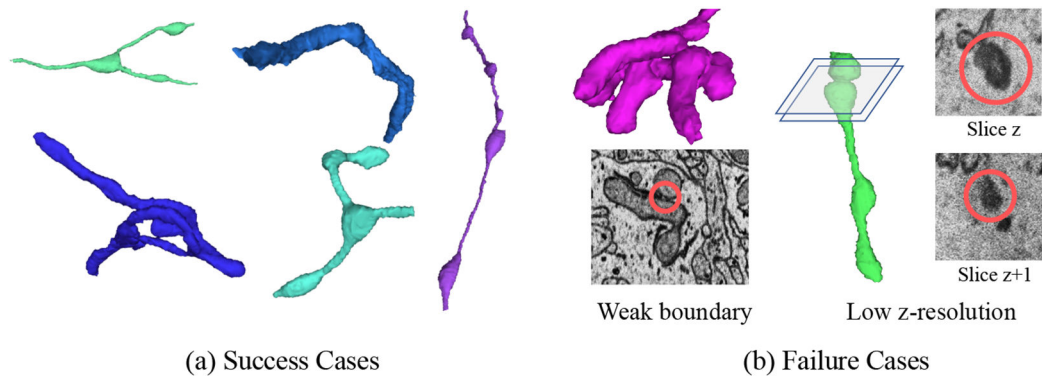 Slice z
Slice z+1
Weak boundary
Low z-resolution
(a) Success Cases
(b) Failure Cases